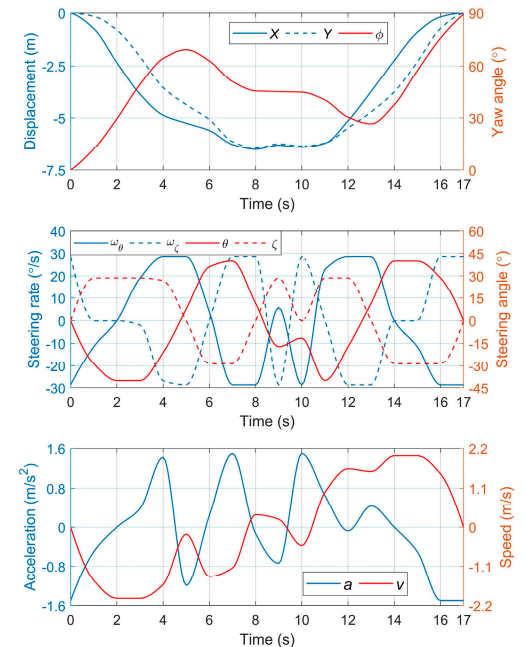 0
-2.5
-5
-7.5
Displacement (m)
X Y ϕ
90
60
30
0
Yaw angle (°)
0 2 4 6 8 10 12 14 16 17
Time (s)
40
30
20
10
0
-10
-20
-30
Steering rate (°/s)
ωθ ωζ θ ζ
60
45
30
15
0
-15
-30
-45
Steering angle (°)
0 2 4 6 8 10 12 14 16 17
Time (s)
1.6
0.8
0
-0.8
-1.6
Acceleration (m/s²)
a v
2.2
1.1
0
-1.1
-2.2
Speed (m/s)
0 2 4 6 8 10 12 14 16 17
Time (s)